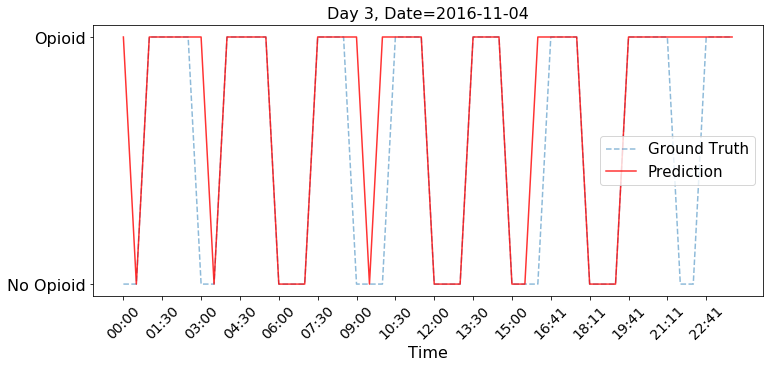 Day 3, Date=2016-11-04
Opioid
Ground Truth
Prediction
No Opioid
00:00 01:30 03:00 04:30 06:00 07:30 09:00 10:30 12:00 13:30 15:00 16:41 18:11 19:41 21:11 22:41
Time